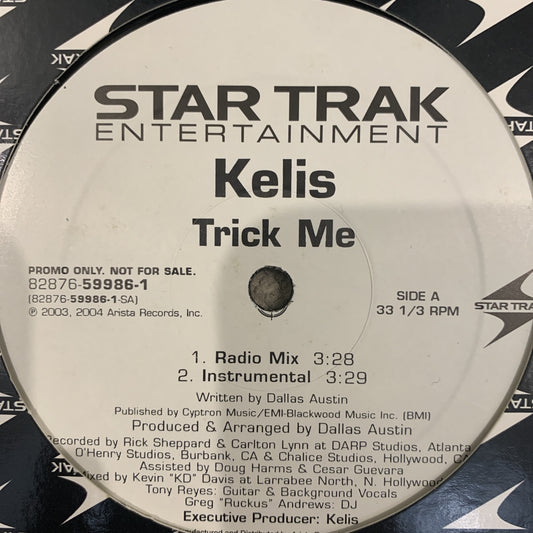 STAR TRAK
ENTERTAINMENT
Kelis
Trick Me
PROMO ONLY. NOT FOR SALE.
82876-59986-1
(82876-59986-1-SA)
℗ 2003, 2004 Arista Records, Inc.
SIDE A
33 1/3 RPM
STAR TRAK
1. Radio Mix 3:28
2. Instrumental 3:29
Written by Dallas Austin
Published by Cyptron Music/EMI-Blackwood Music Inc. (BMI)
Produced & Arranged by Dallas Austin
Recorded by Rick Sheppard & Carlton Lynn at DARP Studios, Atlanta
O'Henry Studios, Burbank, CA & Chalice Studios, Hollywood, CA
Assisted by Doug Harms & Cesar Guevara
Mixed by Kevin "KD" Davis at Larrabee North, N. Hollywood
Tony Reyes: Guitar & Background Vocals
Greg "Ruckus" Andrews: DJ
Executive Producer: Kelis